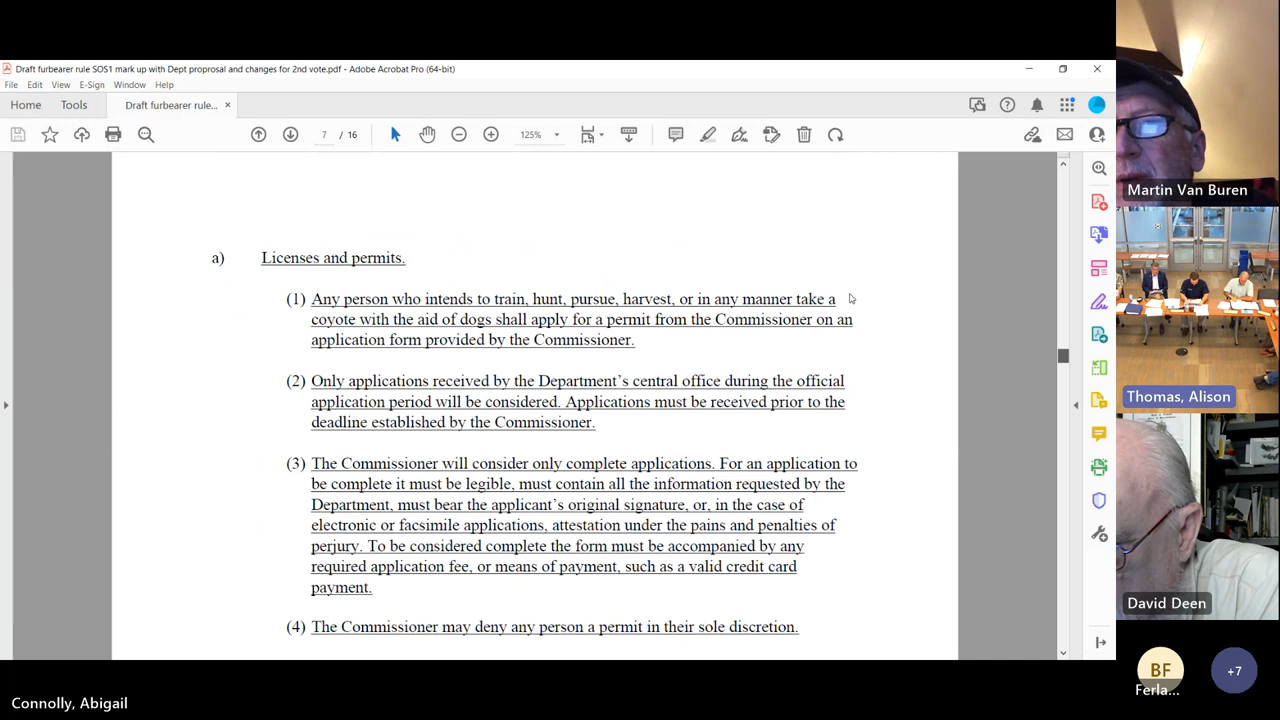 Draft furbearer rule SOS1 mark up with Dept proprosal and changes for 2nd vote.pdf - Adobe Acrobat Pro (64-bit)
File Edit View E-Sign Window Help
Home Tools Draft furbearer rule... ×
7 / 16 125%
a) Licenses and permits.
(1) Any person who intends to train, hunt, pursue, harvest, or in any manner take a
coyote with the aid of dogs shall apply for a permit from the Commissioner on an
application form provided by the Commissioner.
(2) Only applications received by the Department's central office during the official
application period will be considered. Applications must be received prior to the
deadline established by the Commissioner.
(3) The Commissioner will consider only complete applications. For an application to
be complete it must be legible, must contain all the information requested by the
Department, must bear the applicant's original signature, or, in the case of
electronic or facsimile applications, attestation under the pains and penalties of
perjury. To be considered complete the form must be accompanied by any
required application fee, or means of payment, such as a valid credit card
payment.
(4) The Commissioner may deny any person a permit in their sole discretion.
Martin Van Buren
Thomas, Alison
David Deen
BF +7
Ferla...
Connolly, Abigail